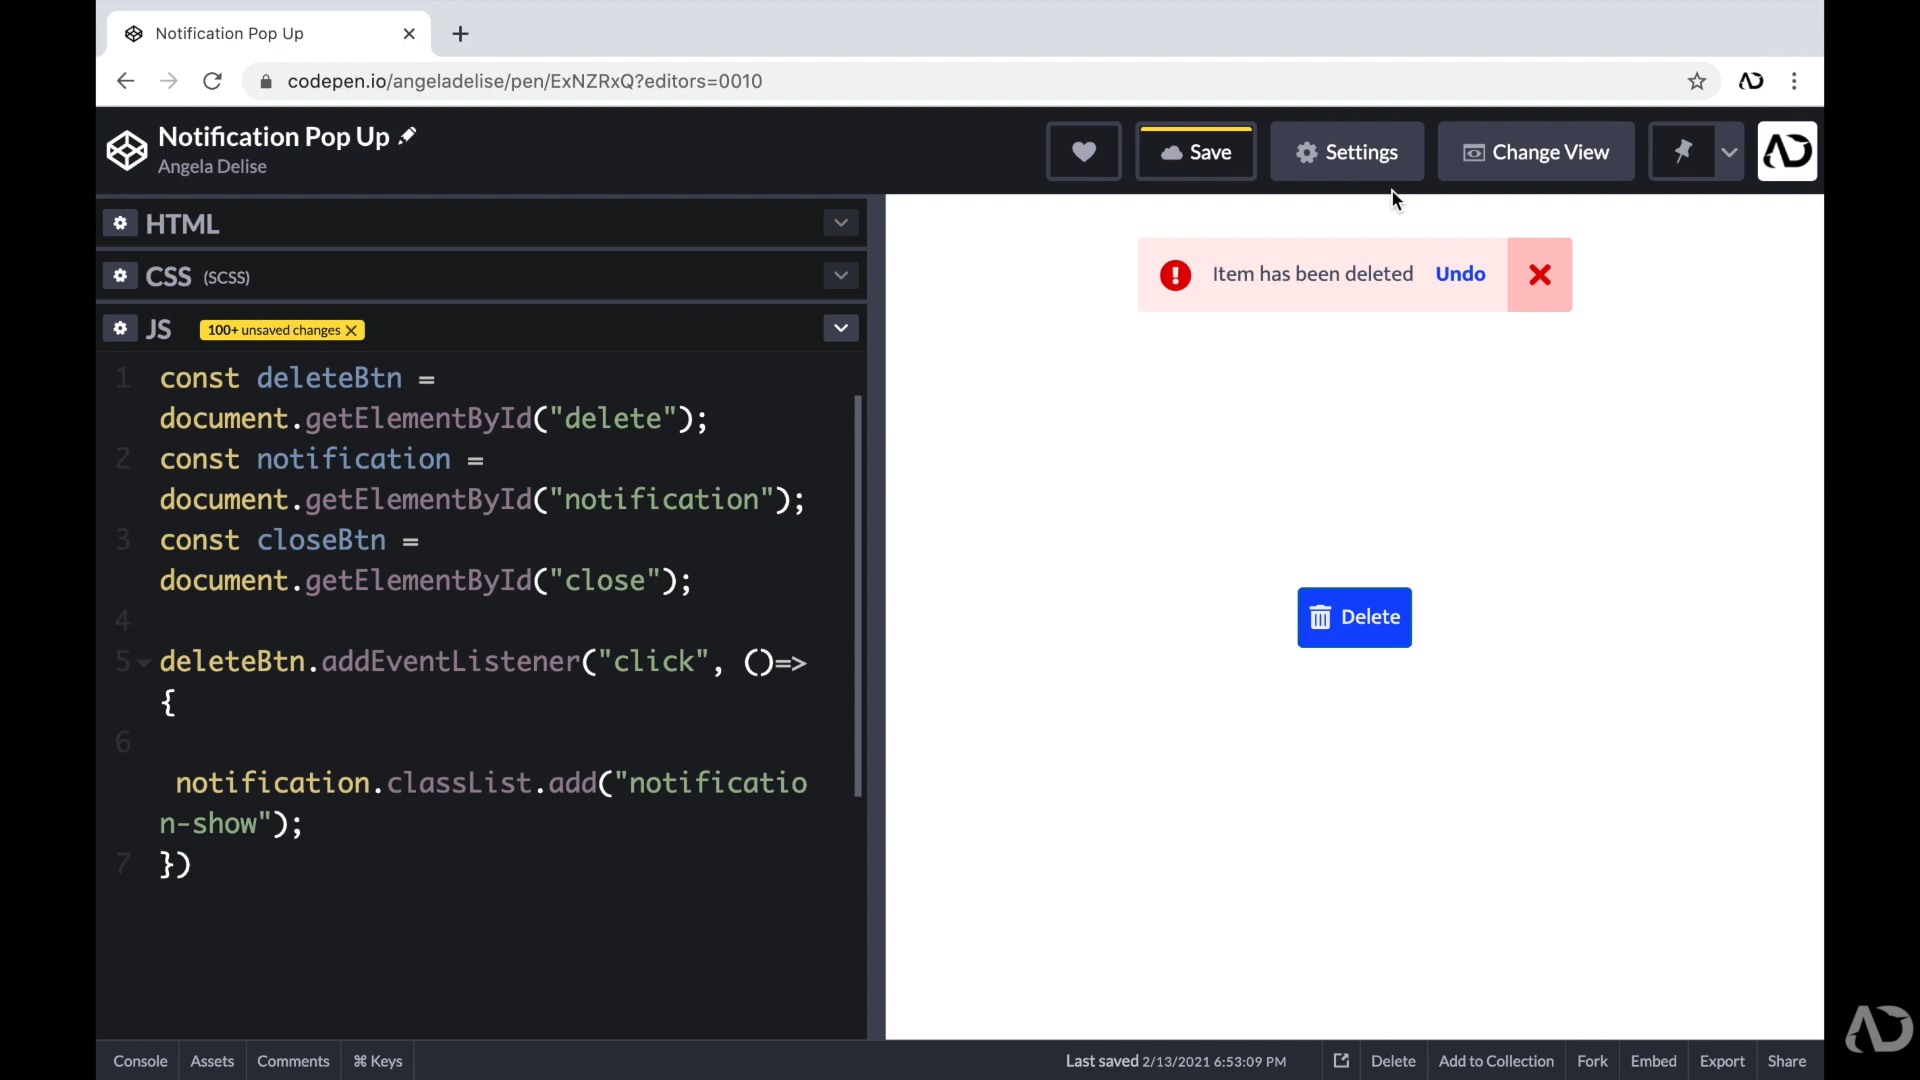 Notification Pop Up
codepen.io/angeladelise/pen/ExNZRxQ?editors=0010
Notification Pop Up
Angela Delise
Save
Settings
Change View
HTML
CSS (SCSS)
JS 100+ unsaved changes
1 const deleteBtn =
document.getElementById("delete");
2 const notification =
document.getElementById("notification");
3 const closeBtn =
document.getElementById("close");
4
5 deleteBtn.addEventListener("click", ()=>
{
6
notification.classList.add("notificatio
n-show");
7 })
Item has been deleted Undo
Delete
Console Assets Comments ⌘ Keys
Last saved 2/13/2021 6:53:09 PM
Delete Add to Collection Fork Embed Export Share